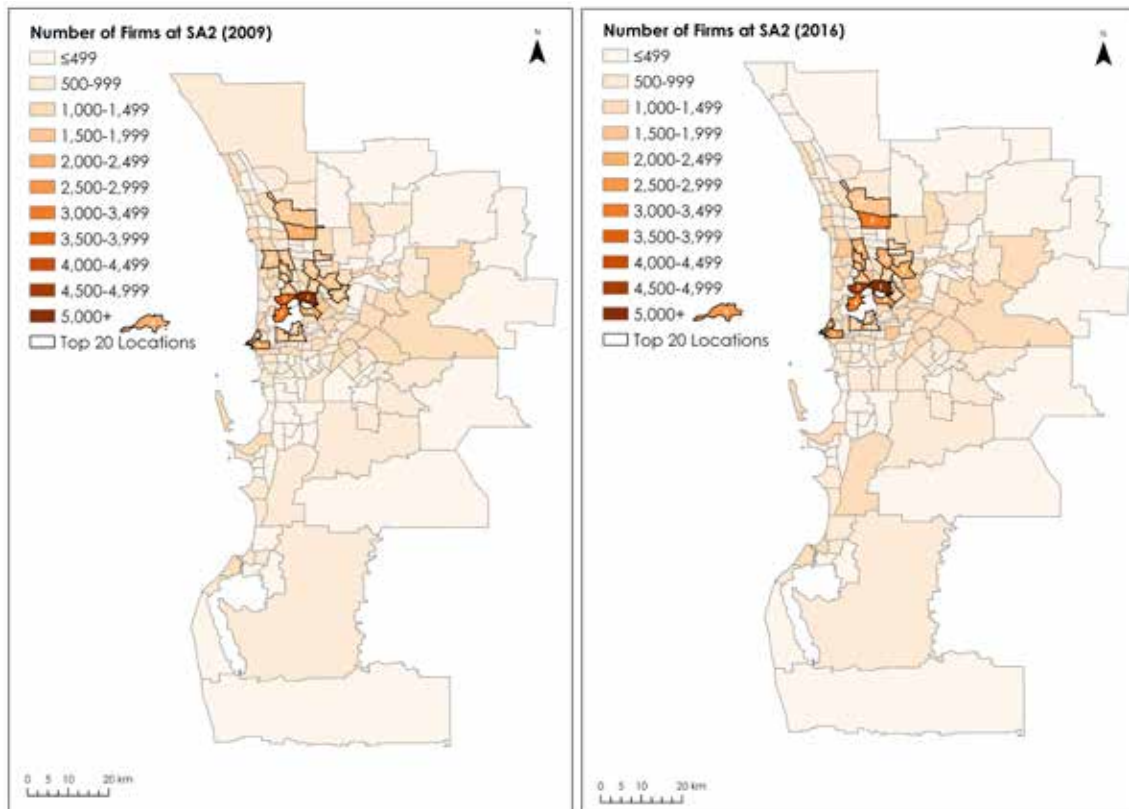 Number of Firms at SA2 (2009)
≤499
500-999
1,000-1,499
1,500-1,999
2,000-2,499
2,500-2,999
3,000-3,499
3,500-3,999
4,000-4,499
4,500-4,999
5,000+
Top 20 Locations
N
0 5 10 20 km
Number of Firms at SA2 (2016)
≤499
500-999
1,000-1,499
1,500-1,999
2,000-2,499
2,500-2,999
3,000-3,499
3,500-3,999
4,000-4,499
4,500-4,999
5,000+
Top 20 Locations
N
0 5 10 20 km